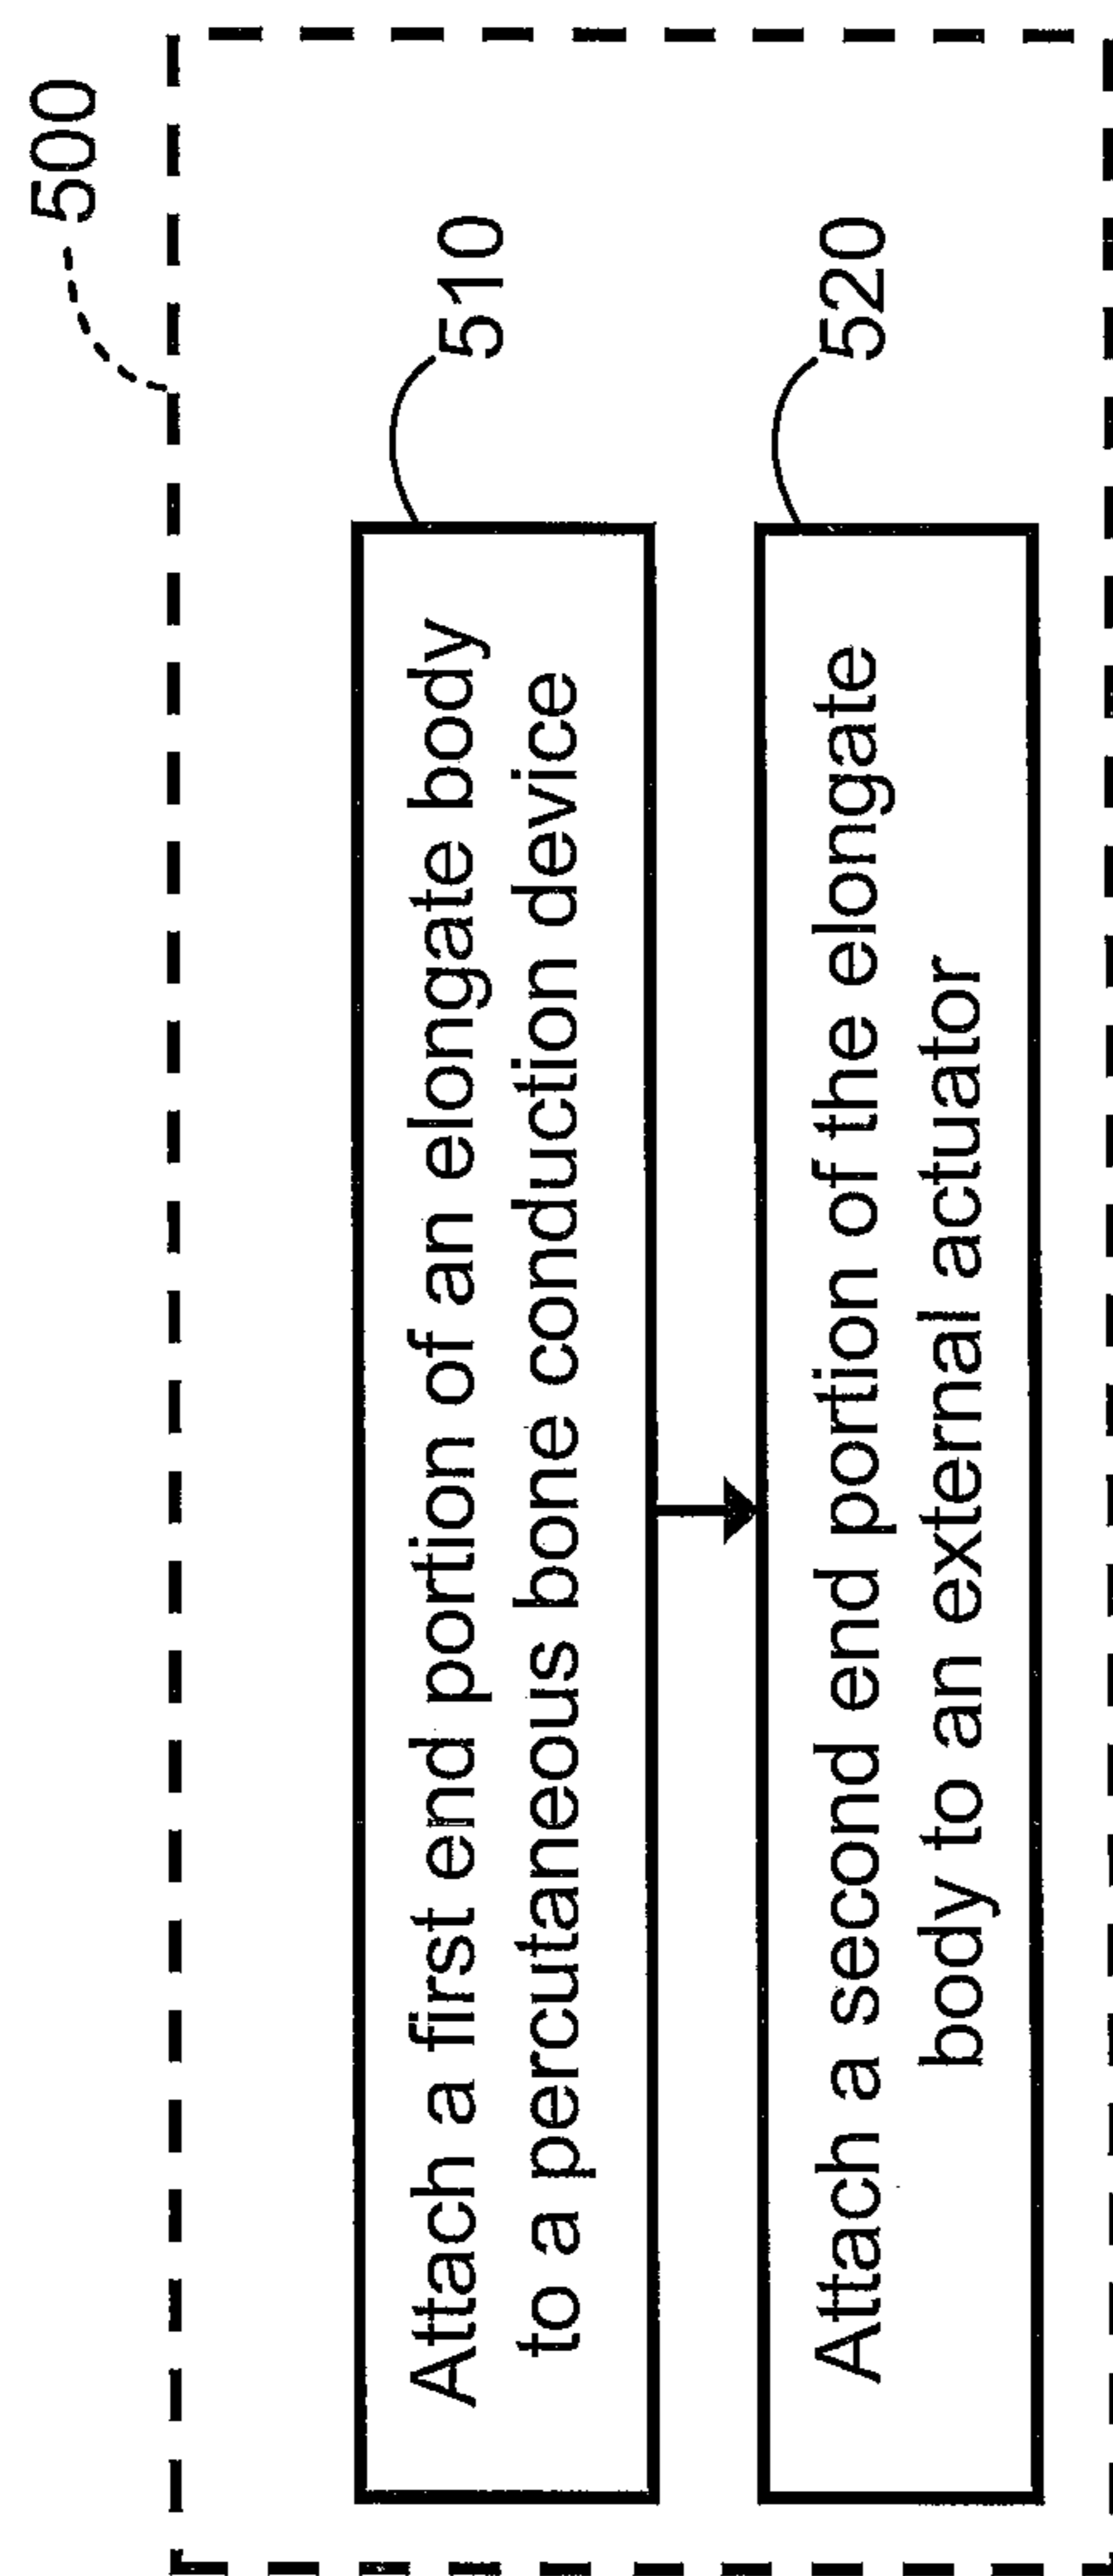 500
510
Attach a first end portion of an elongate body
to a percutaneous bone conduction device
520
Attach a second end portion of the elongate
body to an external actuator